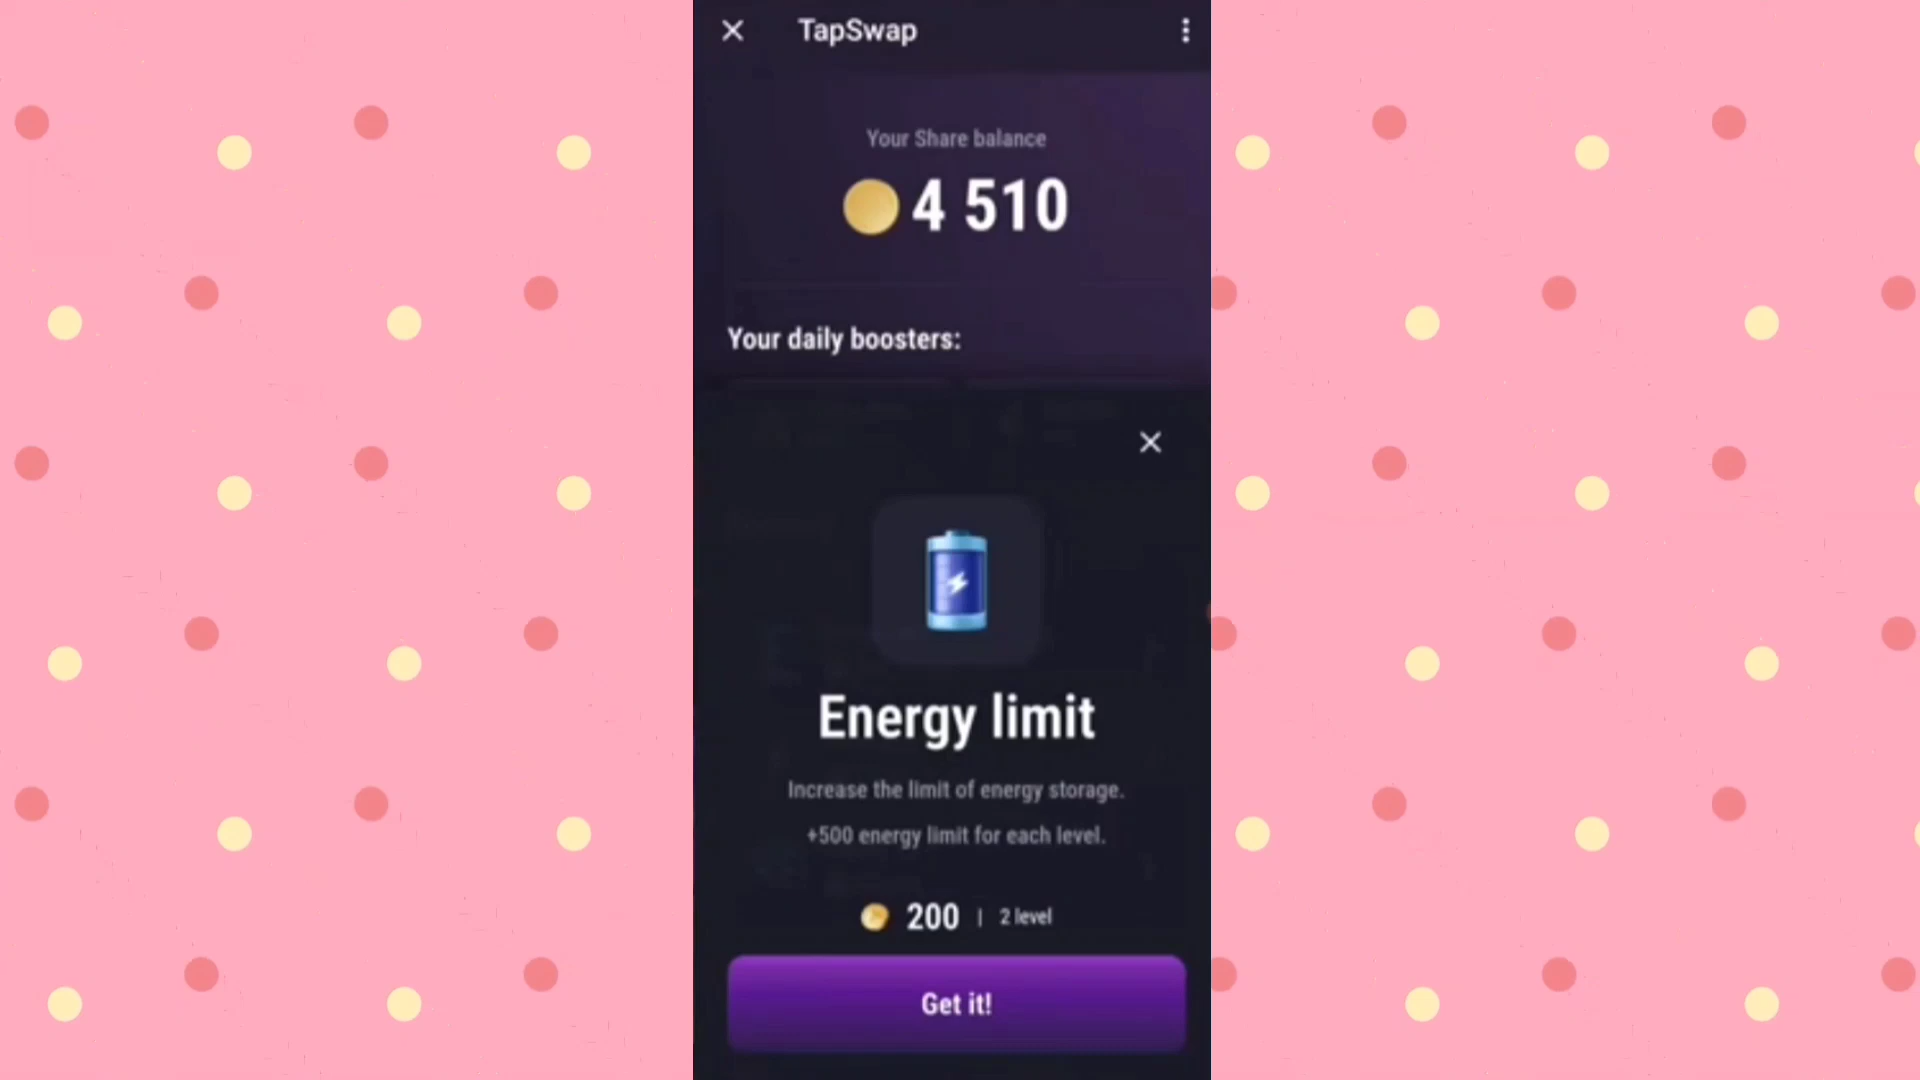 TapSwap
Your Share balance
4 510
Your daily boosters:
Energy limit
Increase the limit of energy storage.
+500 energy limit for each level.
200 | 2 level
Get it!